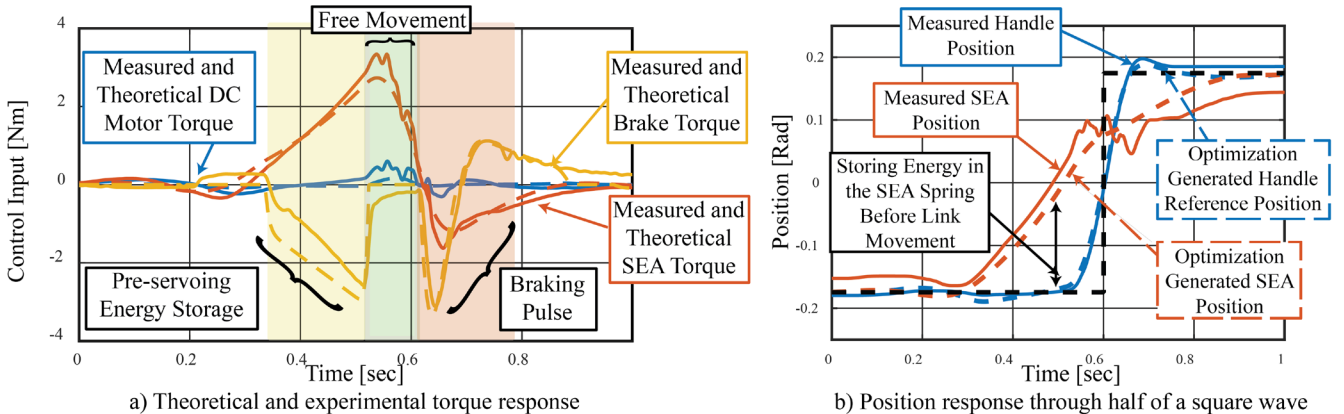 Free Movement
4
2
0
-2
-4
Control Input [Nm]
Measured and
Theoretical DC
Motor Torque
Measured and
Theoretical
Brake Torque
Measured and
Theoretical
SEA Torque
Pre-servoing
Energy Storage
Braking
Pulse
0
0.2
0.4
0.6
0.8
Time [sec]
a) Theoretical and experimental torque response
Measured Handle
Position
0.2
0.1
0
-0.1
-0.2
Position [Rad]
Measured SEA
Position
Storing Energy in
the SEA Spring
Before Link
Movement
Optimization
Generated Handle
Reference Position
Optimization
Generated SEA
Position
0
0.2
0.4
0.6
0.8
1
Time [sec]
b) Position response through half of a square wave